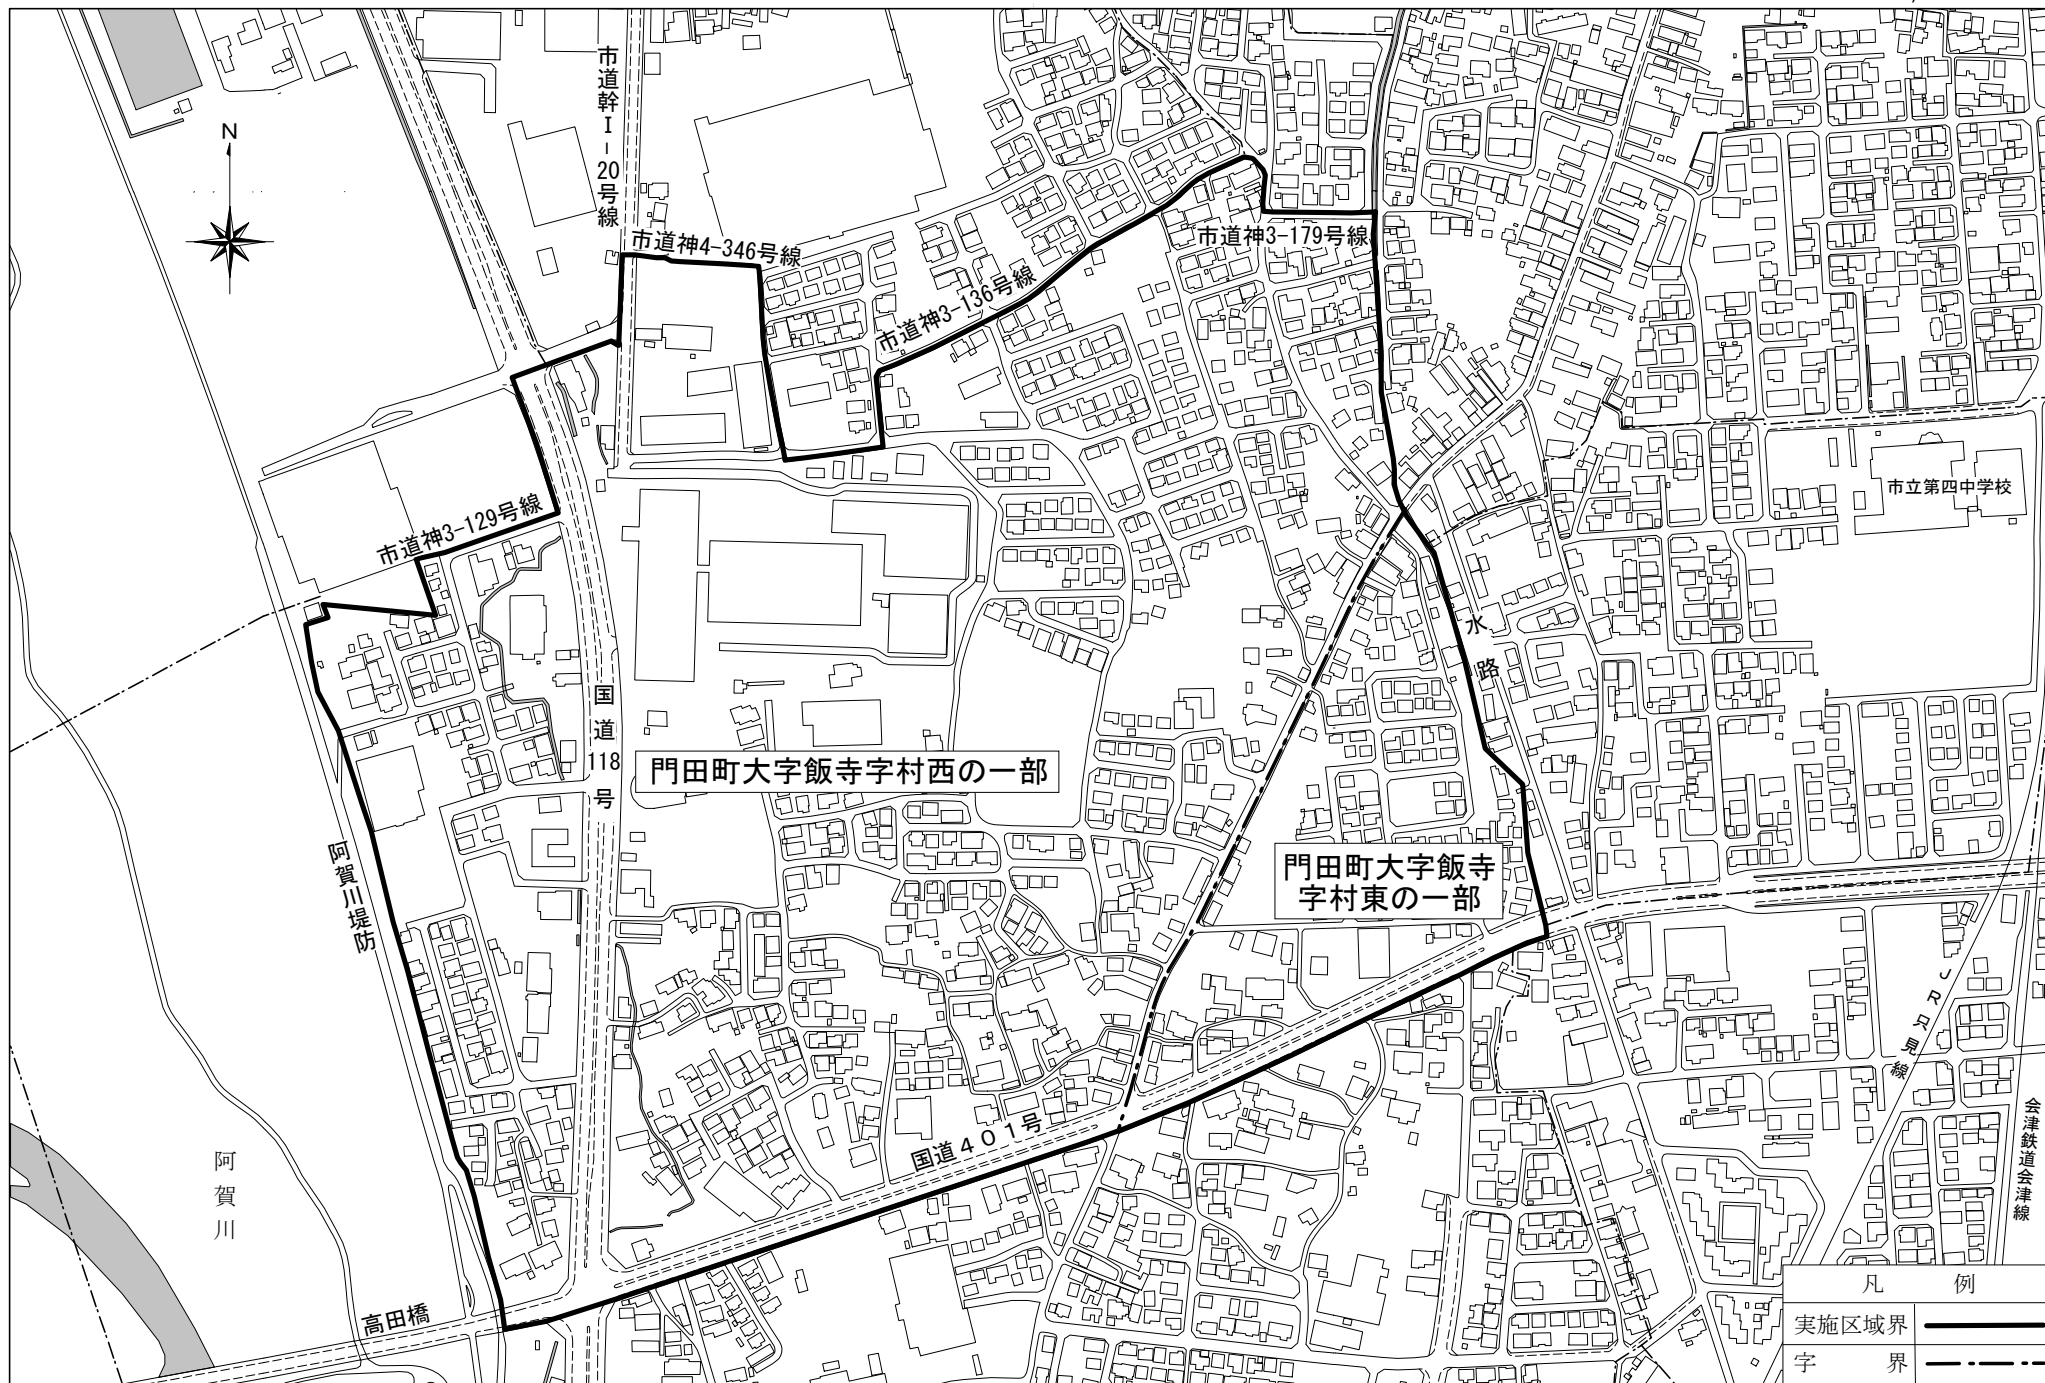 N
市道幹Ⅰ-20号線
市道神4-346号線
市道神3-179号線
市道神3-136号線
市道神3-129号線
市立第四中学校
水路
国道118号
門田町大字飯寺字村西の一部
門田町大字飯寺
字村東の一部
阿賀川堤防
JR只見線
国道401号
会津鉄道会津線
阿賀川
高田橋
凡例
実施区域界
字界